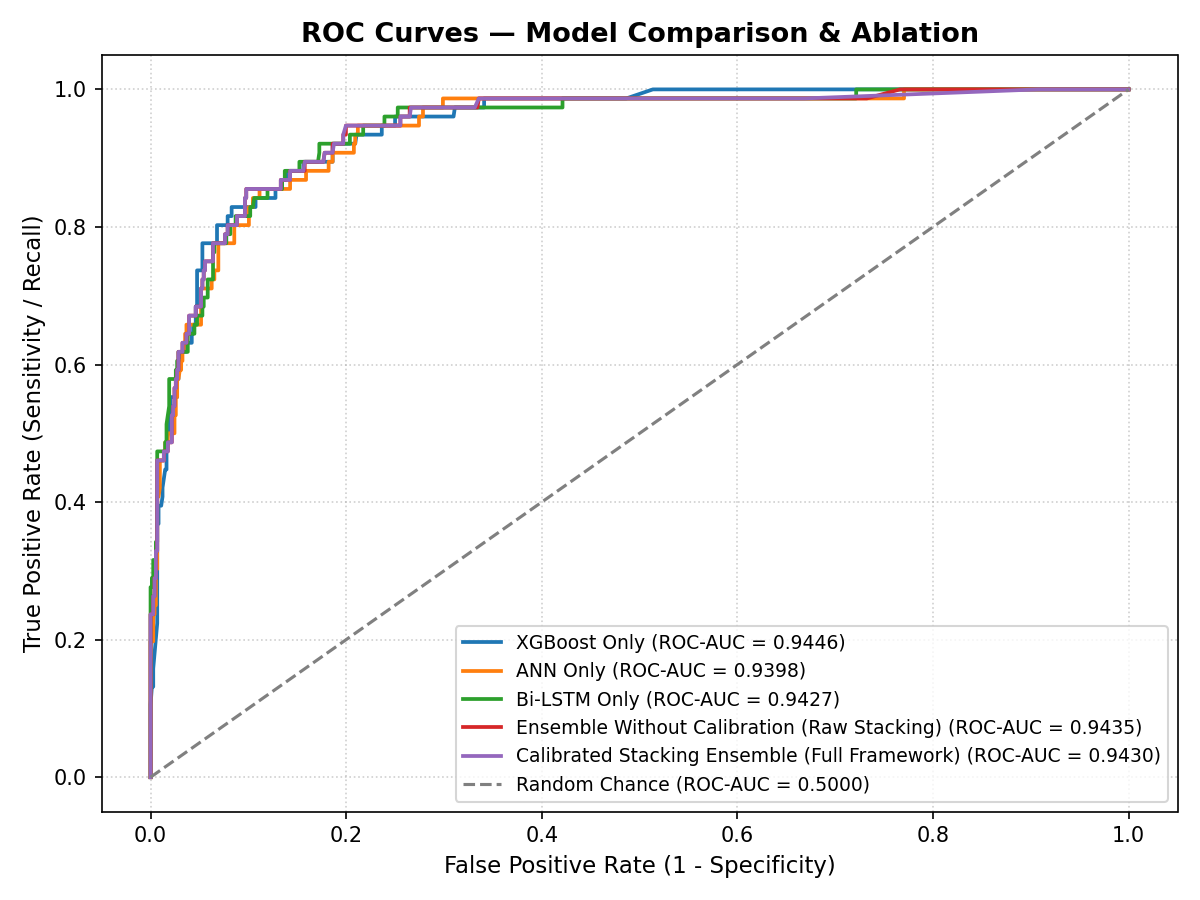 ROC Curves — Model Comparison & Ablation
True Positive Rate (Sensitivity / Recall)
1.0
0.8
0.6
0.4
0.2
0.0
XGBoost Only (ROC-AUC = 0.9446)
ANN Only (ROC-AUC = 0.9398)
Bi-LSTM Only (ROC-AUC = 0.9427)
Ensemble Without Calibration (Raw Stacking) (ROC-AUC = 0.9435)
Calibrated Stacking Ensemble (Full Framework) (ROC-AUC = 0.9430)
Random Chance (ROC-AUC = 0.5000)
0.0 0.2 0.4 0.6 0.8 1.0
False Positive Rate (1 - Specificity)